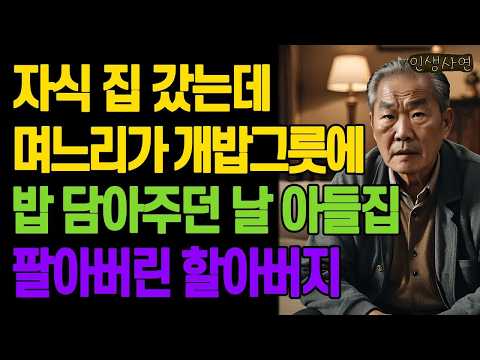 인생사연
자식 집 갔는데
며느리가 개밥그릇에
밥 담아주던 날 아들집
팔아버린 할아버지